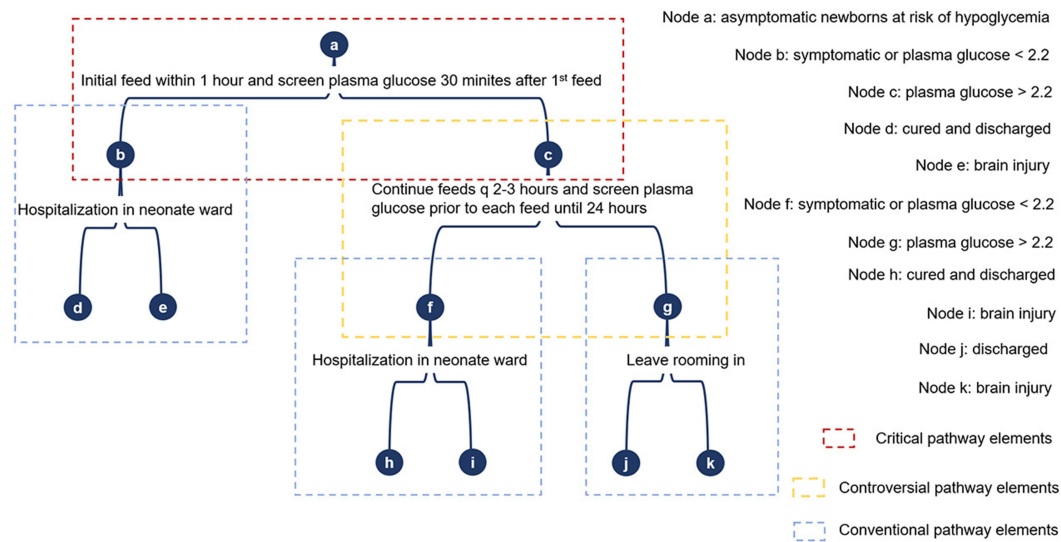 a
Initial feed within 1 hour and screen plasma glucose 30 minites after 1st feed
b
c
Hospitalization in neonate ward
Continue feeds q 2-3 hours and screen plasma
glucose prior to each feed until 24 hours
d
e
f
g
Hospitalization in neonate ward
Leave rooming in
h
i
j
k
Node a: asymptomatic newborns at risk of hypoglycemia
Node b: symptomatic or plasma glucose < 2.2
Node c: plasma glucose > 2.2
Node d: cured and discharged
Node e: brain injury
Node f: symptomatic or plasma glucose < 2.2
Node g: plasma glucose > 2.2
Node h: cured and discharged
Node i: brain injury
Node j: discharged
Node k: brain injury
Critical pathway elements
Controversial pathway elements
Conventional pathway elements